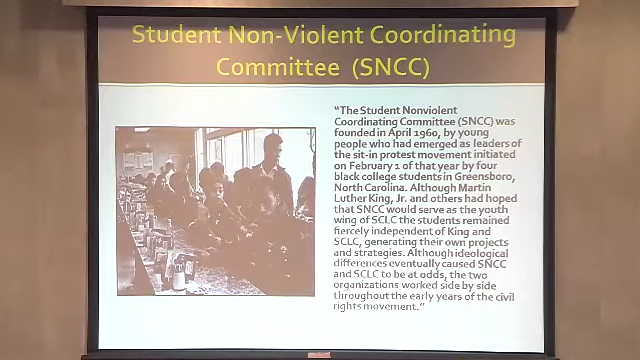 Student Non-Violent Coordinating
Committee (SNCC)
“The Student Nonviolent
Coordinating Committee (SNCC) was
founded in April 1960, by young
people who had emerged as leaders of
the sit-in protest movement initiated
on February 1 of that year by four
black college students in Greensboro,
North Carolina. Although Martin
Luther King, Jr. and others had hoped
that SNCC would serve as the youth
wing of SCLC the students remained
fiercely independent of King and
SCLC, generating their own projects
and strategies. Although ideological
differences eventually caused SNCC
and SCLC to be at odds, the two
organizations worked side by side
throughout the early years of the civil
rights movement.”